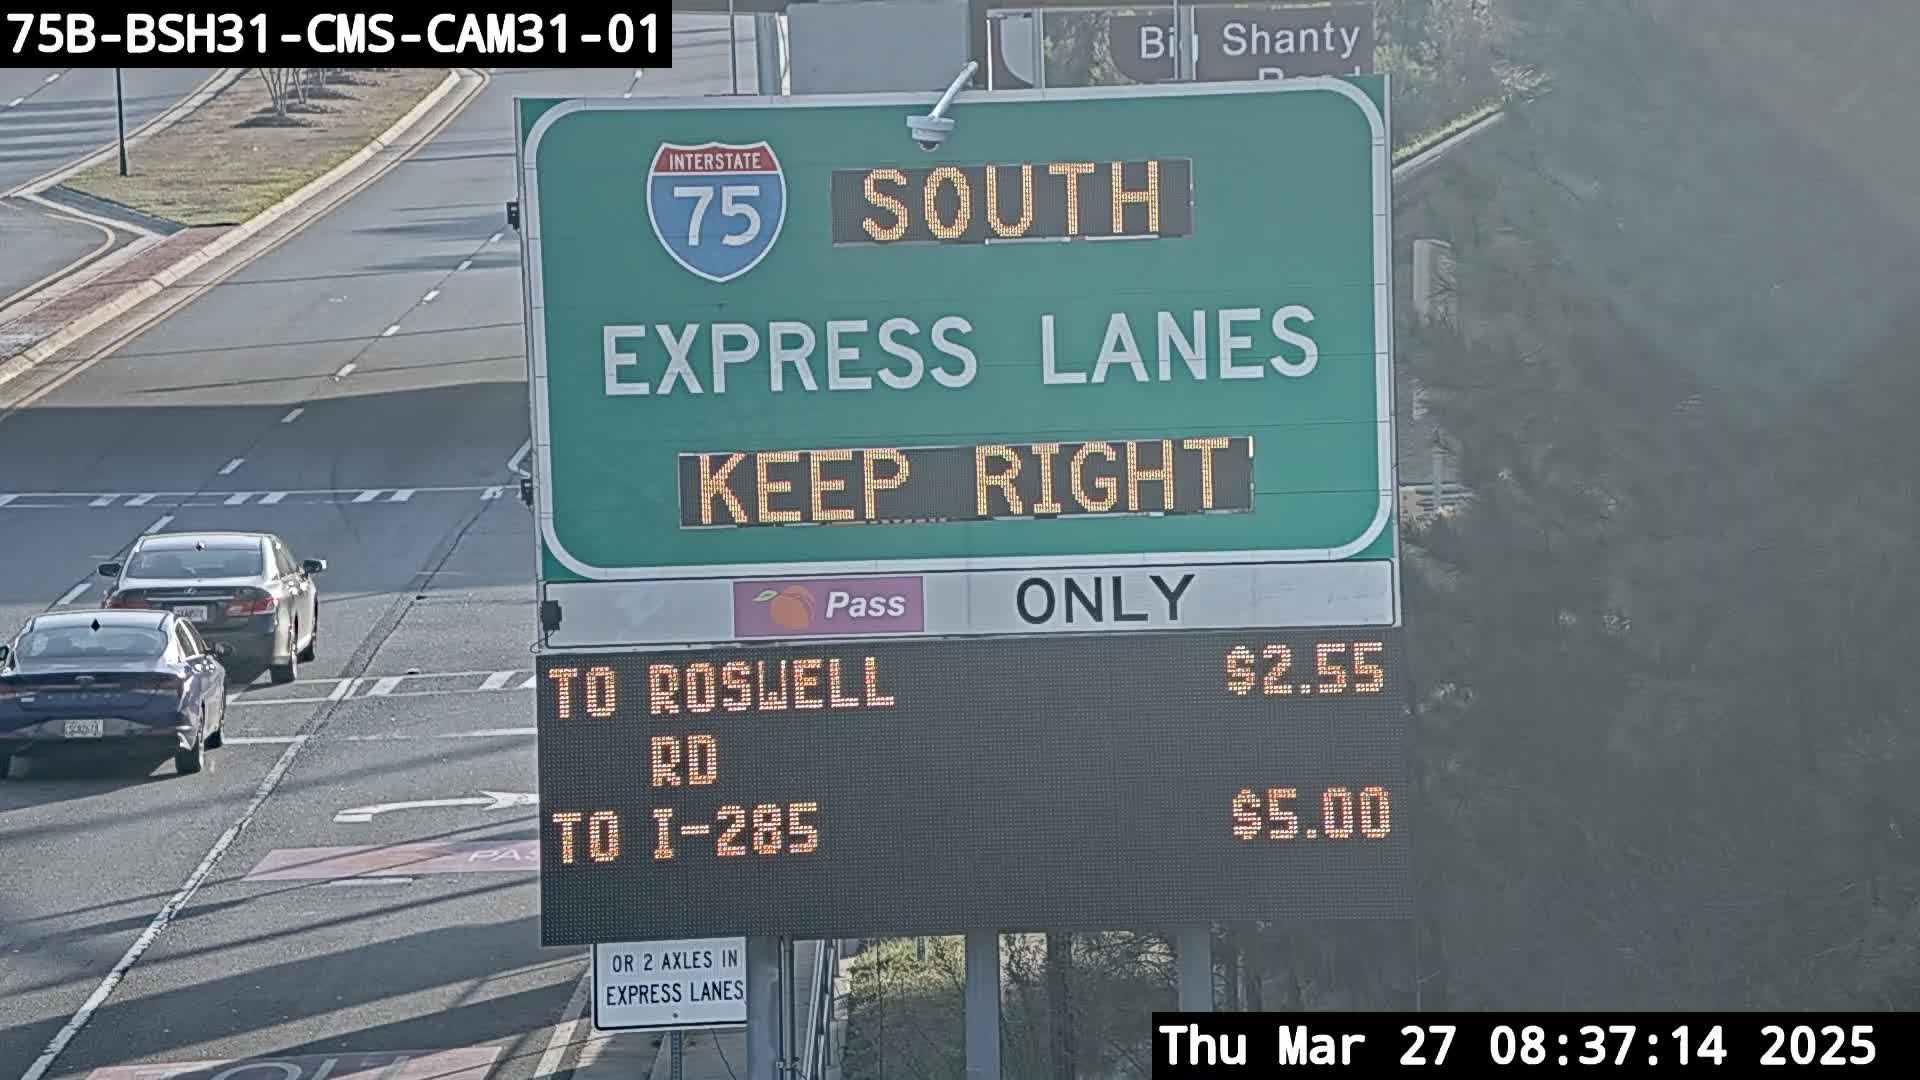 75B-BSH31-CMS-CAM31-01
Big Shanty
INTERSTATE
75
SOUTH
EXPRESS LANES
KEEP RIGHT
Pass
ONLY
TO ROSWELL $2.55
RD
TO I-285 $5.00
OR 2 AXLES IN
EXPRESS LANES
Thu Mar 27 08:37:14 2025